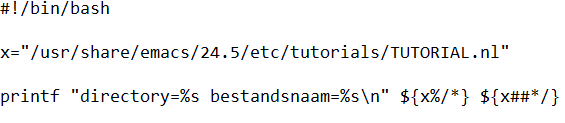 #!/bin/bash
x="/usr/share/emacs/24.5/etc/tutorials/TUTORIAL.nl"
printf "directory=%s bestandsnaam=%s\n" ${x%/*} ${x##*/}